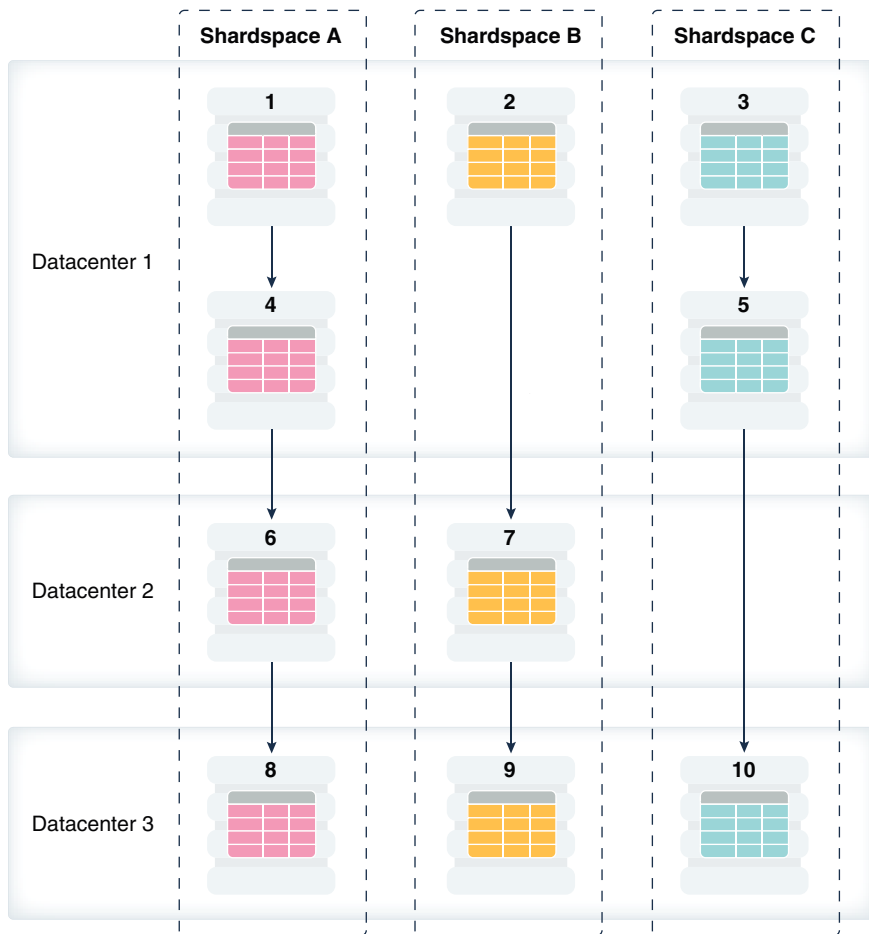 Shardspace A
Shardspace B
Shardspace C
1
2
3
Datacenter 1
4
5
6
7
Datacenter 2
8
9
10
Datacenter 3